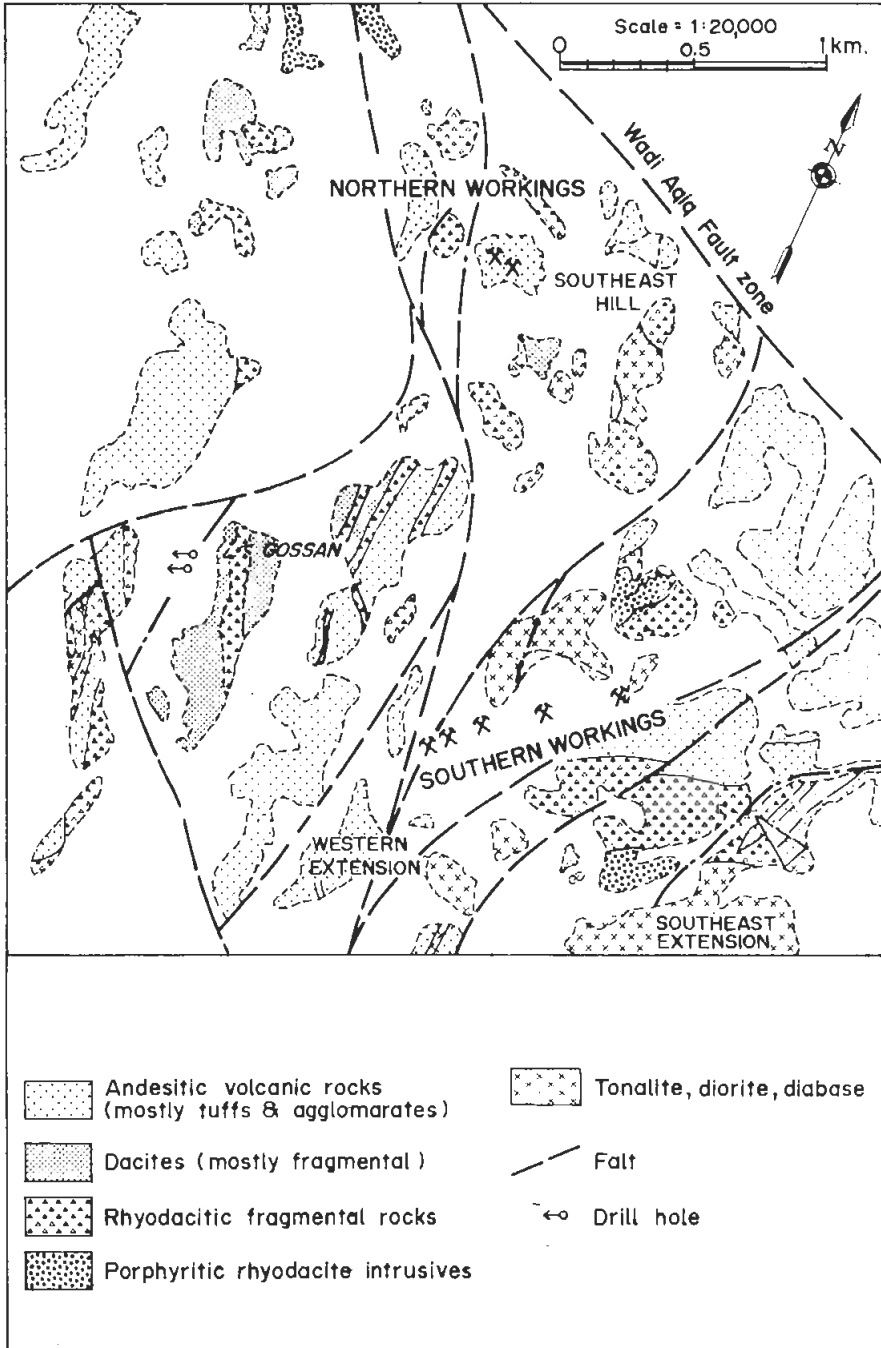 Scale = 1:20,000
0 0.5 1 km.
N
Wadi Aqiq Fault zone
NORTHERN WORKINGS
SOUTHEAST
HILL
GOSSAN
SOUTHERN WORKINGS
WESTERN
EXTENSION
SOUTHEAST
EXTENSION
Andesitic volcanic rocks
(mostly tuffs & agglomarates)
Dacites (mostly fragmental)
Rhyodacitic fragmental rocks
Porphyritic rhyodacite intrusives
Tonalite, diorite, diabase
Falt
Drill hole